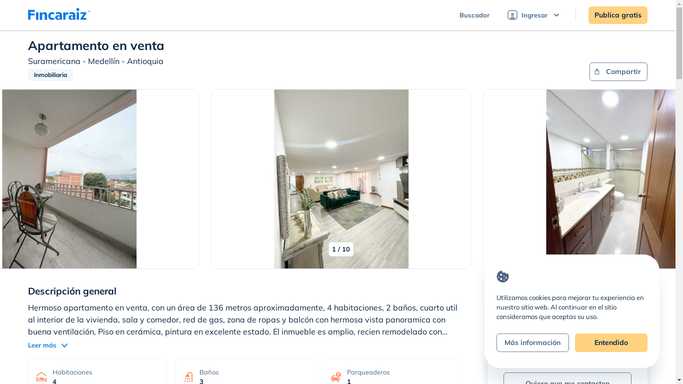 Fincaraiz
Buscador
Ingresar
Publica gratis
Apartamento en venta
Suramericana - Medellín - Antioquia
Inmobiliaria
Compartir
1 / 10
Descripción general
Hermoso apartamento en venta, con un área de 136 metros aproximadamente, 4 habitaciones, 2 baños, cuarto util
al interior de la vivienda, sala y comedor, red de gas, zona de ropas y balcón con hermosa vista panoramica con
buena ventilación, Piso en cerámica, pintura en excelente estado. El inmueble es amplio, recien remodelado con...
Leer más
Habitaciones
4
Baños
3
Parqueaderos
1
Utilizamos cookies para mejorar tu experiencia en
nuestro sitio web. Al continuar en el sitio
consideramos que aceptas su uso.
Más información
Entendido
Quiero que me contacten